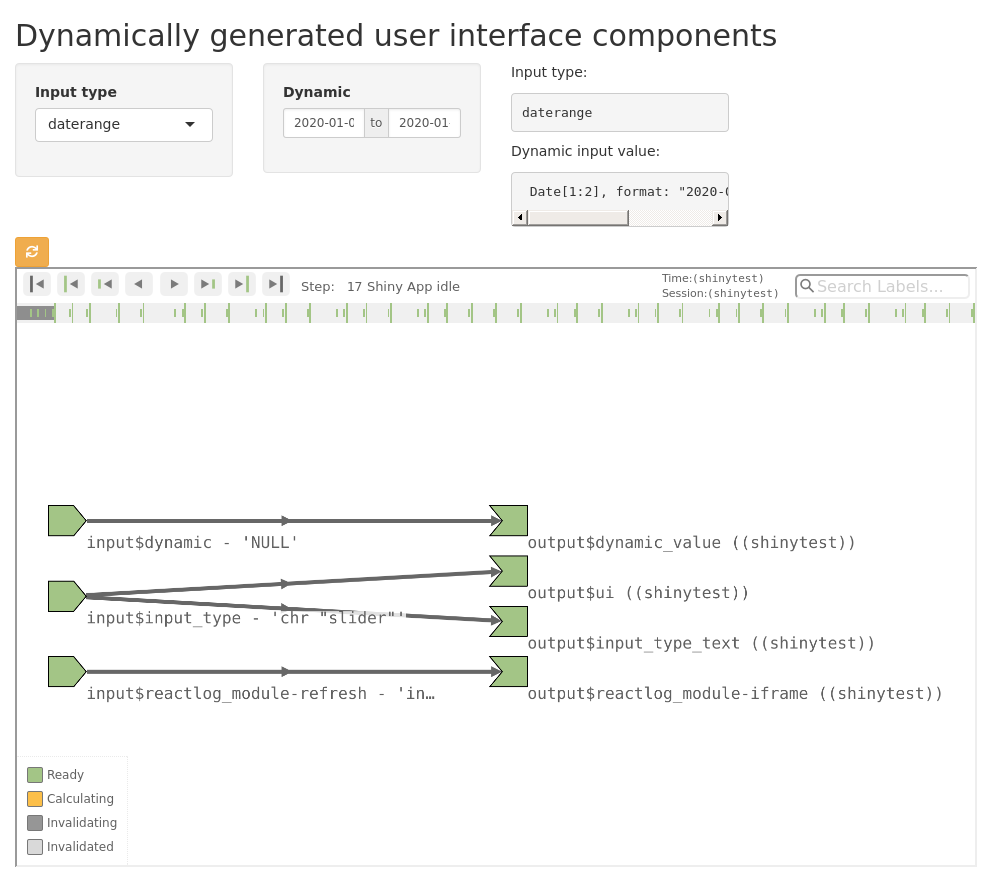 Dynamically generated user interface components
Input type
daterange
Dynamic
2020-01-0 to 2020-01-
Input type:
daterange
Dynamic input value:
Date[1:2], format: "2020-0
Step: 17 Shiny App idle
Time:(shinytest)
Session:(shinytest)
Search Labels...
input$dynamic - 'NULL'
output$dynamic_value ((shinytest))
output$ui ((shinytest))
input$input_type - 'chr "slider"'
output$input_type_text ((shinytest))
input$reactlog_module-refresh - 'in…
output$reactlog_module-iframe ((shinytest))
Ready
Calculating
Invalidating
Invalidated